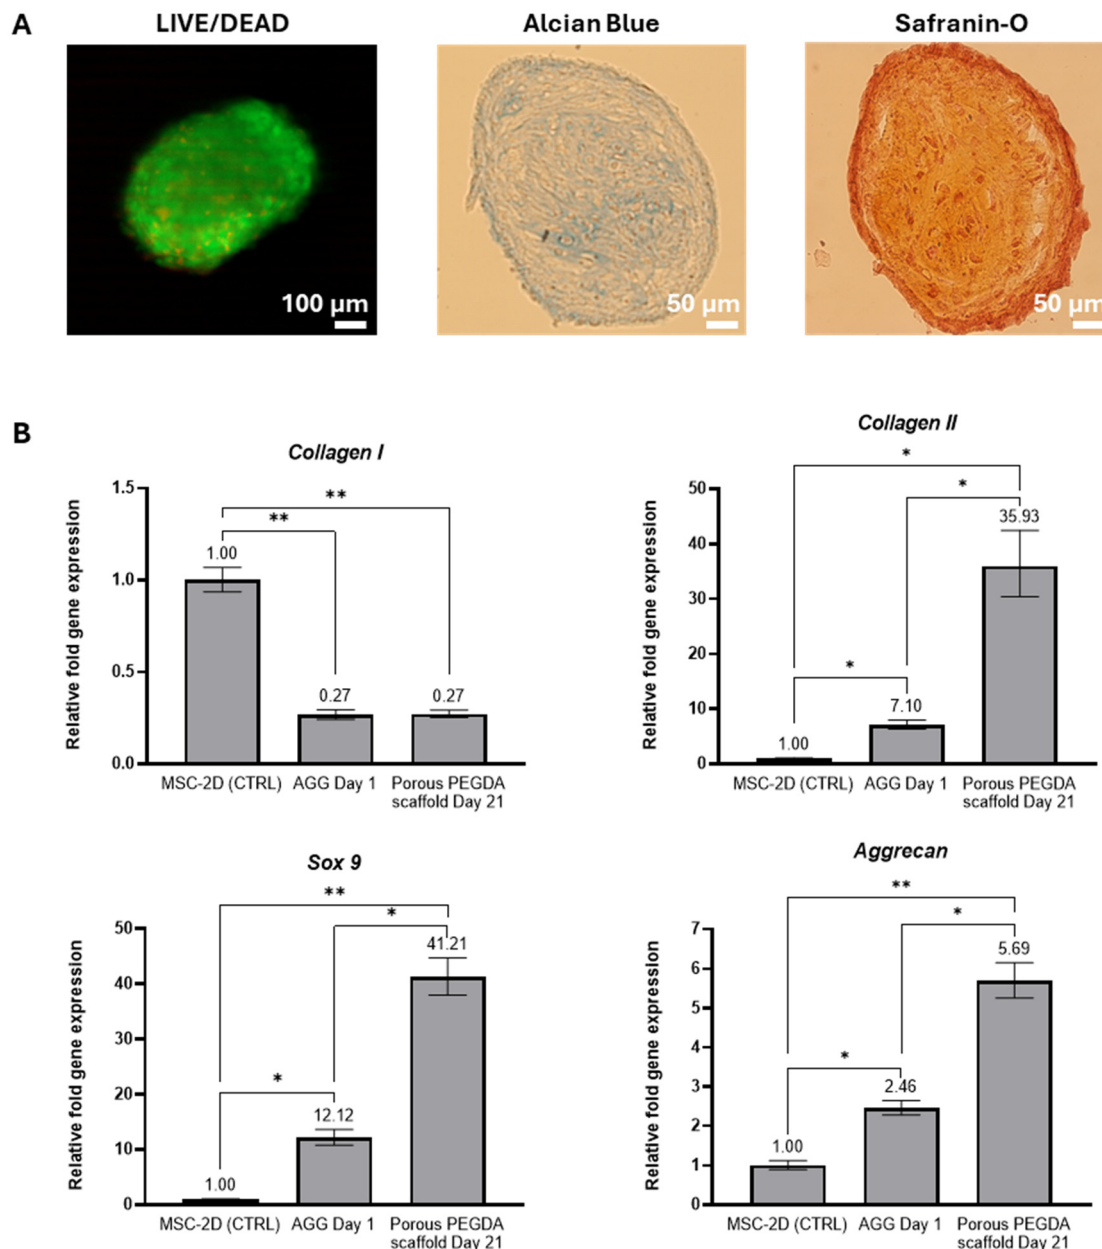 A
LIVE/DEAD
Alcian Blue
Safranin-O
100 µm
50 µm
50 µm
B
Collagen I
Relative fold gene expression
1.5
1.0
0.5
0.0
**
**
1.00
0.27
0.27
MSC-2D (CTRL)
AGG Day 1
Porous PEGDA
scaffold Day 21
Collagen II
Relative fold gene expression
50
40
30
20
10
0
*
*
*
35.93
7.10
1.00
MSC-2D (CTRL)
AGG Day 1
Porous PEGDA
scaffold Day 21
Sox 9
Relative fold gene expression
50
40
30
20
10
0
**
*
*
41.21
12.12
1.00
MSC-2D (CTRL)
AGG Day 1
Porous PEGDA
scaffold Day 21
Aggrecan
Relative fold gene expression
7
6
5
4
3
2
1
0
**
*
*
5.69
2.46
1.00
MSC-2D (CTRL)
AGG Day 1
Porous PEGDA
scaffold Day 21